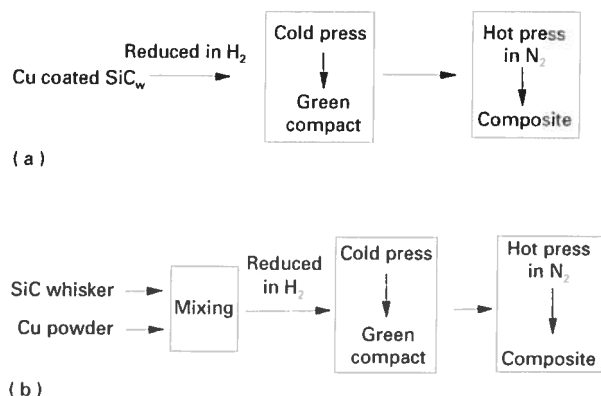 Cu coated SiCw
Reduced in H2
Cold press
Green
compact
Hot press
in N2
Composite
( a )
SiC whisker
Cu powder
Mixing
Reduced
in H2
Cold press
Green
compact
Hot press
in N2
Composite
( b )